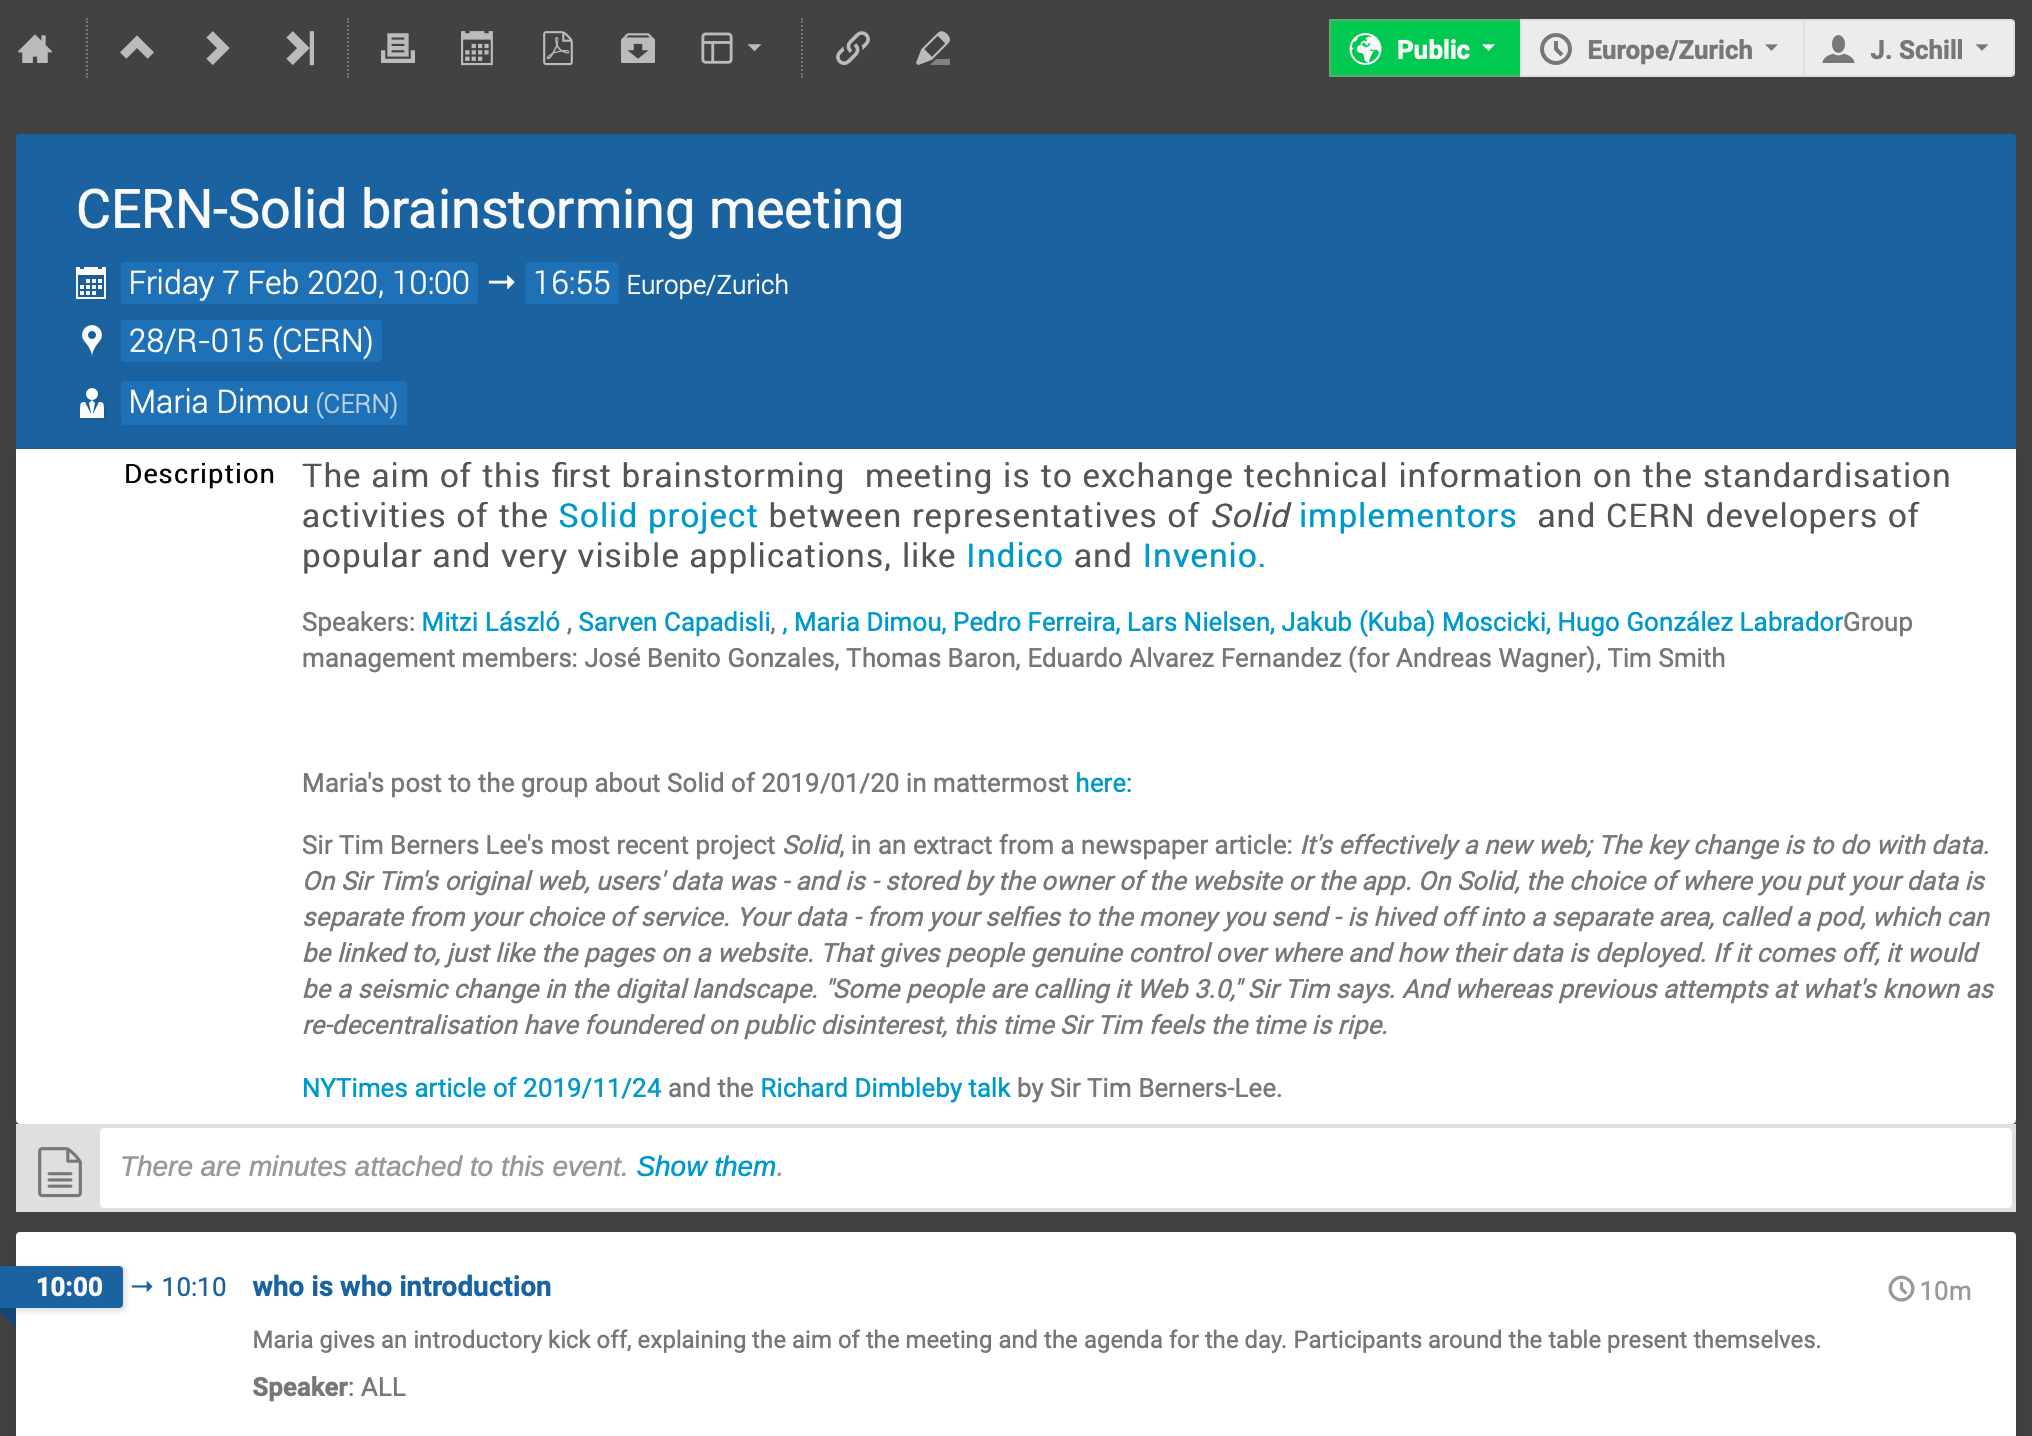 Public
Europe/Zurich
J. Schill
CERN-Solid brainstorming meeting
Friday 7 Feb 2020, 10:00 → 16:55 Europe/Zurich
28/R-015 (CERN)
Maria Dimou (CERN)
Description
The aim of this first brainstorming  meeting is to exchange technical information on the standardisation
activities of the Solid project between representatives of Solid implementors  and CERN developers of
popular and very visible applications, like Indico and Invenio.
Speakers: Mitzi László , Sarven Capadisli, , Maria Dimou, Pedro Ferreira, Lars Nielsen, Jakub (Kuba) Moscicki, Hugo González LabradorGroup
management members: José Benito Gonzales, Thomas Baron, Eduardo Alvarez Fernandez (for Andreas Wagner), Tim Smith
Maria's post to the group about Solid of 2019/01/20 in mattermost here:
Sir Tim Berners Lee's most recent project Solid, in an extract from a newspaper article: It's effectively a new web; The key change is to do with data.
On Sir Tim's original web, users' data was - and is - stored by the owner of the website or the app. On Solid, the choice of where you put your data is
separate from your choice of service. Your data - from your selfies to the money you send - is hived off into a separate area, called a pod, which can
be linked to, just like the pages on a website. That gives people genuine control over where and how their data is deployed. If it comes off, it would
be a seismic change in the digital landscape. "Some people are calling it Web 3.0," Sir Tim says. And whereas previous attempts at what's known as
re-decentralisation have foundered on public disinterest, this time Sir Tim feels the time is ripe.
NYTimes article of 2019/11/24 and the Richard Dimbleby talk by Sir Tim Berners-Lee.
There are minutes attached to this event. Show them.
10:00 → 10:10 who is who introduction 10m
Maria gives an introductory kick off, explaining the aim of the meeting and the agenda for the day. Participants around the table present themselves.
Speaker: ALL